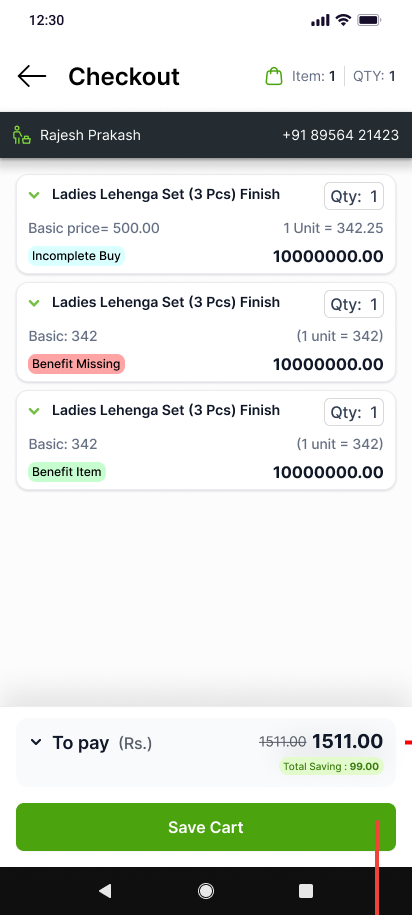 12:30
Checkout Item: 1 QTY: 1
Rajesh Prakash +91 89564 21423
Ladies Lehenga Set (3 Pcs) Finish Qty: 1
Basic price= 500.00 1 Unit = 342.25
Incomplete Buy 10000000.00
Ladies Lehenga Set (3 Pcs) Finish Qty: 1
Basic: 342 (1 unit = 342)
Benefit Missing 10000000.00
Ladies Lehenga Set (3 Pcs) Finish Qty: 1
Basic: 342 (1 unit = 342)
Benefit Item 10000000.00
To pay (Rs.) 1511.00 1511.00
Total Saving : 99.00
Save Cart